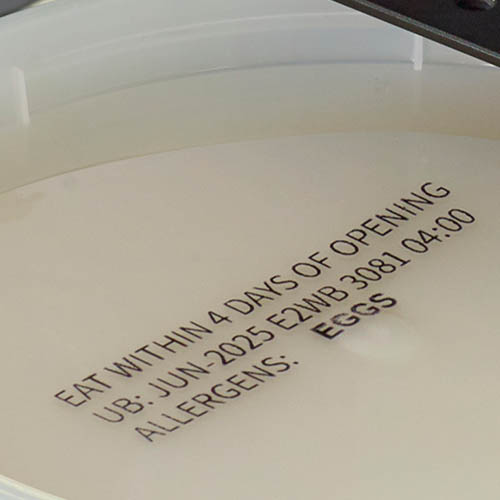 EAT WITHIN 4 DAYS OF OPENING
UB: JUN-2025 E2WB 3081 04:00
ALLERGENS: EGGS